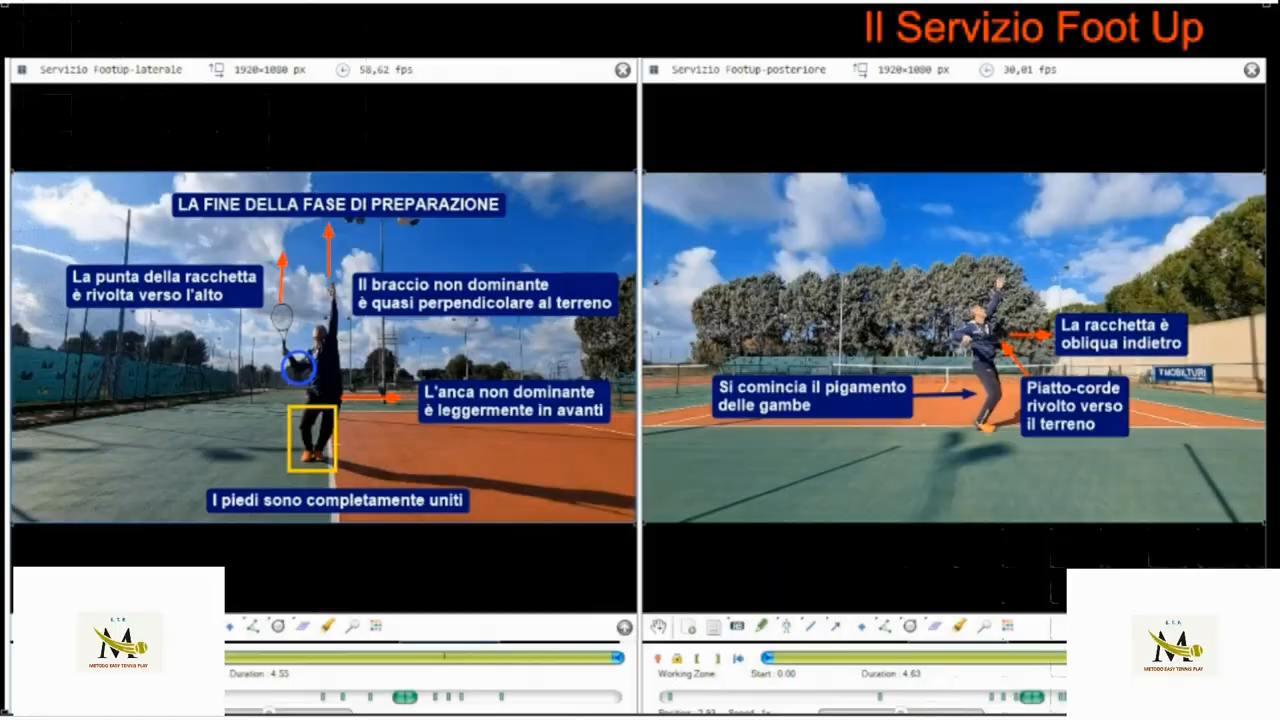 Il Servizio Foot Up
Servizio FootUp-laterale
1920×1080 px
58,62 fps
Servizio FootUp-posteriore
1920×1080 px
30,01 fps
LA FINE DELLA FASE DI PREPARAZIONE
La punta della racchetta
è rivolta verso l'alto
Il braccio non dominante
è quasi perpendicolare al terreno
L'anca non dominante
è leggermente in avanti
I piedi sono completamente uniti
La racchetta è
obliqua indietro
Si comincia il pigamento
delle gambe
Piatto-corde
rivolto verso
il terreno
T MOBILTURI
E. T. P.
M
METODO EASY TENNIS PLAY
Duration : 4.53
Working Zone:
Start : 0.00
Duration : 4.63
E. T. P.
M
METODO EASY TENNIS PLAY